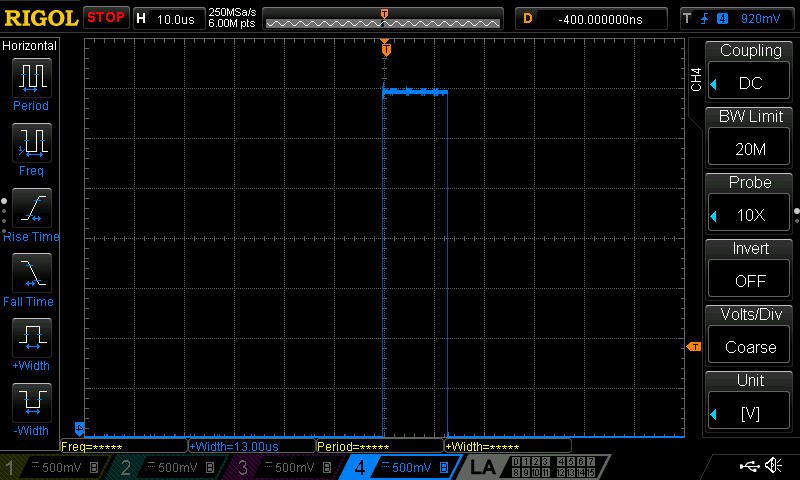 RIGOL STOP H 10.0us 250MSa/s 6.00M pts T D -400.000000ns T 4 920mV
Horizontal
Period
Freq
Rise Time
Fall Time
+Width
-Width
T
T
4
CH4
Coupling
DC
BW Limit
20M
Probe
10X
Invert
OFF
Volts/Div
Coarse
Unit
[V]
Freq=***** +Width=13.00us Period=***** +Width=*****
1 500mV B 2 500mV B 3 500mV B 4 500mV B LA 0 1 2 3 4 5 6 7
8 9 10 11 12 13 14 15